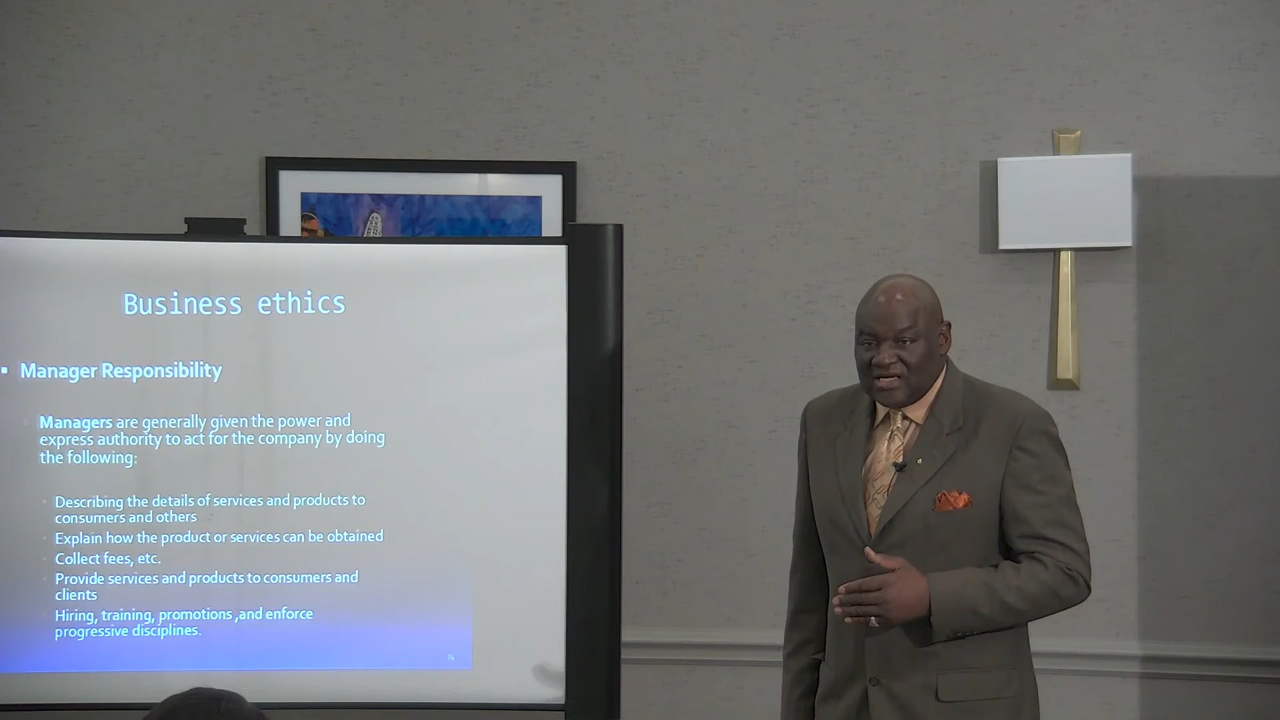 Business ethics
Manager Responsibility
Managers are generally given the power and
express authority to act for the company by doing
the following:
Describing the details of services and products to
consumers and others
Explain how the product or services can be obtained
Collect fees, etc.
Provide services and products to consumers and
clients
Hiring, training, promotions ,and enforce
progressive disciplines.